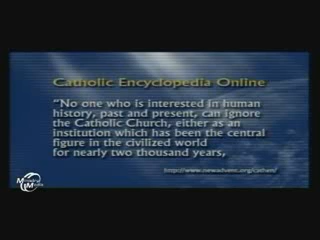 Catholic Encyclopedia Online
"No one who is interested in human
history, past and present, can ignore
the Catholic Church, either as an
institution which has been the central
figure in the civilized world
for nearly two thousand years,
http://www.newadvent.org/cathen/